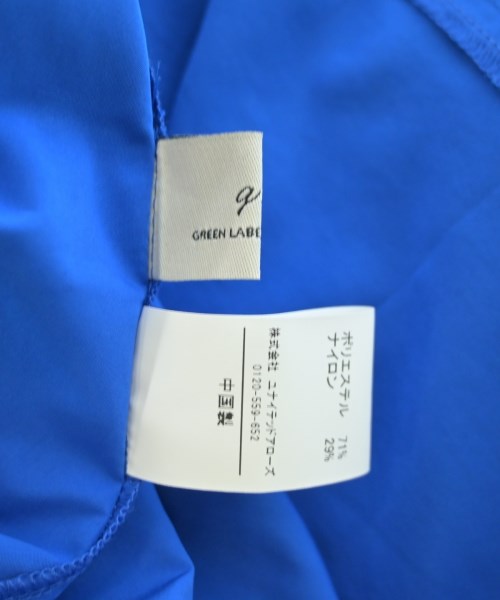 g
GREEN LABE
ポリエステル 71%
ナイロン 29%
株式会社 ユナイテッドアローズ
0120-559-652
中国製